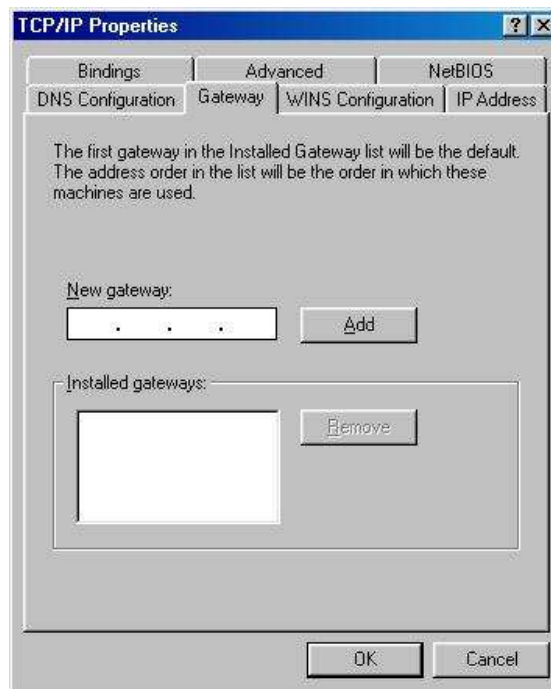 TCP/IP Properties
? ×
Bindings Advanced NetBIOS
DNS Configuration Gateway WINS Configuration IP Address
The first gateway in the Installed Gateway list will be the default.
The address order in the list will be the order in which these
machines are used.
New gateway:
. . .
Add
Installed gateways:
Remove
OK Cancel